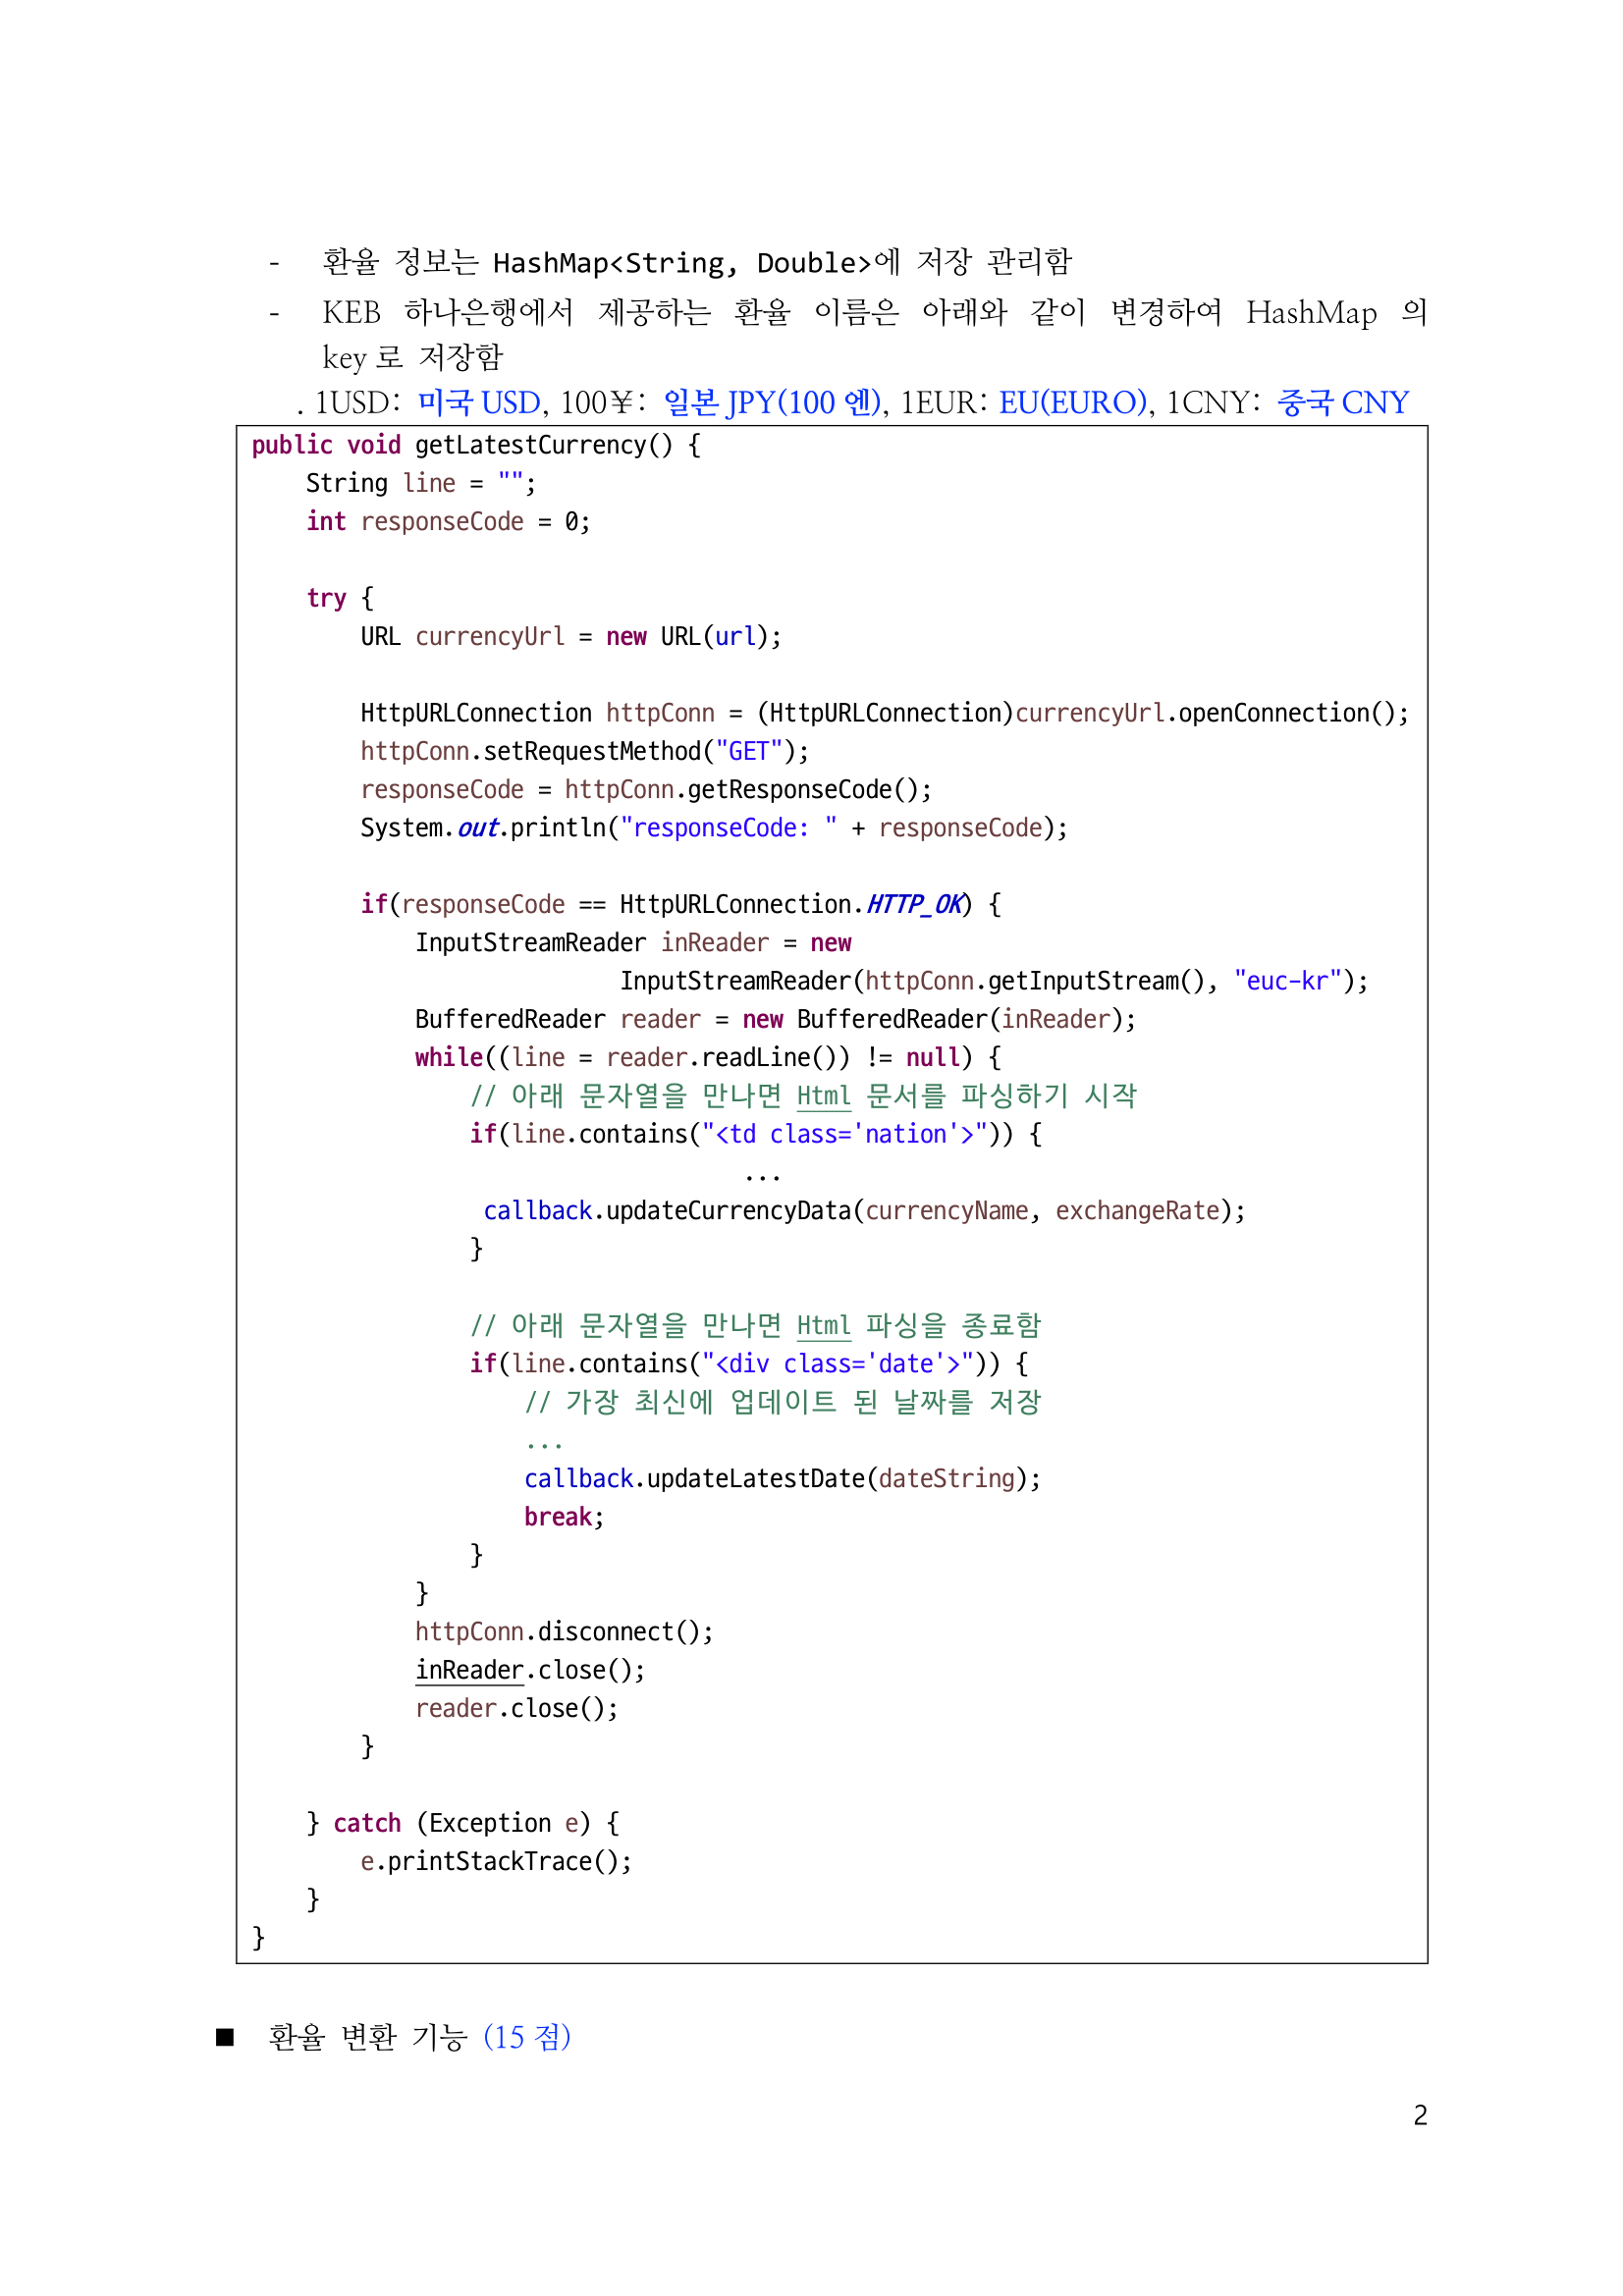 - 환율 정보는 HashMap<String, Double>에 저장 관리함
- KEB 하나은행에서 제공하는 환율 이름은 아래와 같이 변경하여 HashMap 의
key로 저장함
. 1USD: 미국 USD, 100￥: 일본 JPY(100 엔), 1EUR: EU(EURO), 1CNY: 중국 CNY
public void getLatestCurrency() {
    String line = "";
    int responseCode = 0;

    try {
        URL currencyUrl = new URL(url);

        HttpURLConnection httpConn = (HttpURLConnection)currencyUrl.openConnection();
        httpConn.setRequestMethod("GET");
        responseCode = httpConn.getResponseCode();
        System.out.println("responseCode: " + responseCode);

        if(responseCode == HttpURLConnection.HTTP_OK) {
            InputStreamReader inReader = new
                           InputStreamReader(httpConn.getInputStream(), "euc-kr");
            BufferedReader reader = new BufferedReader(inReader);
            while((line = reader.readLine()) != null) {
                // 아래 문자열을 만나면 Html 문서를 파싱하기 시작
                if(line.contains("<td class='nation'>")) {
                                    ...
                 callback.updateCurrencyData(currencyName, exchangeRate);
                }

                // 아래 문자열을 만나면 Html 파싱을 종료함
                if(line.contains("<div class='date'>")) {
                    // 가장 최신에 업데이트 된 날짜를 저장
                    ...
                    callback.updateLatestDate(dateString);
                    break;
                }
            }
            httpConn.disconnect();
            inReader.close();
            reader.close();
        }

    } catch (Exception e) {
        e.printStackTrace();
    }
}
■ 환율 변환 기능 (15 점)
2